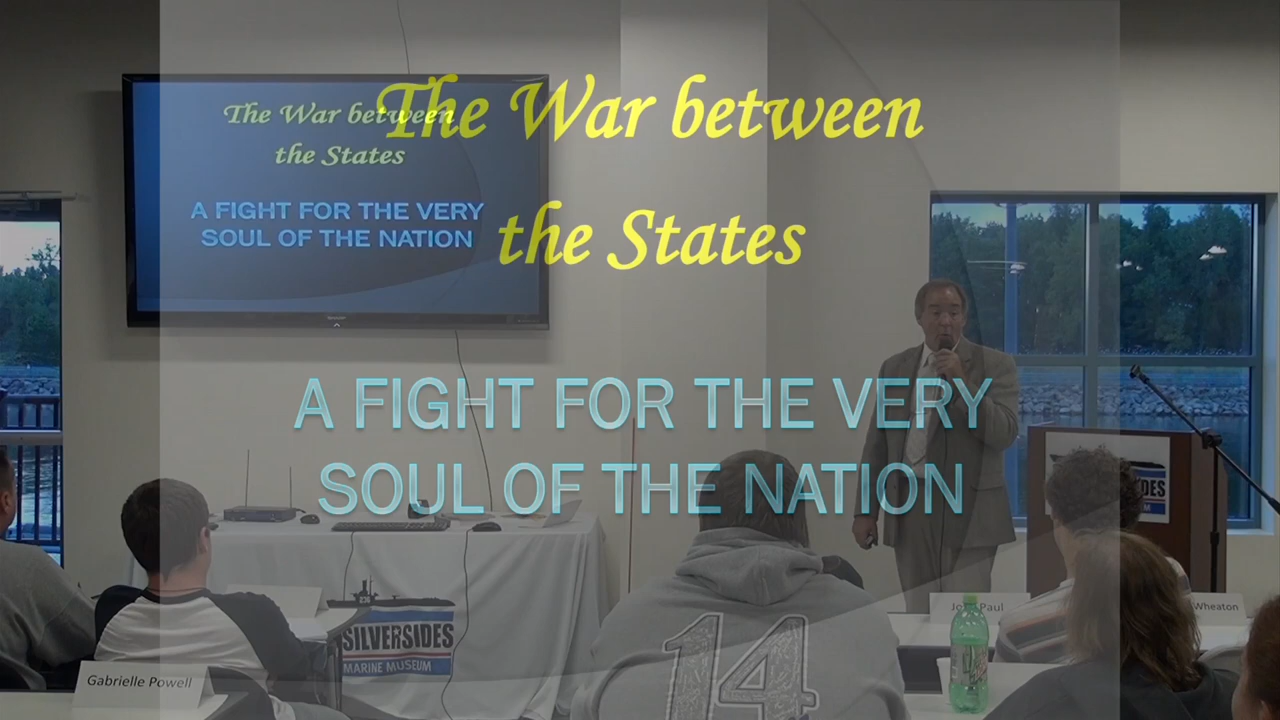 The War between
the States
A FIGHT FOR THE VERY
SOUL OF THE NATION
The War between
the States
A FIGHT FOR THE VERY
SOUL OF THE NATION
SILVERSIDES
MARINE MUSEUM
Gabrielle Powell
Paul
Wheaton
14